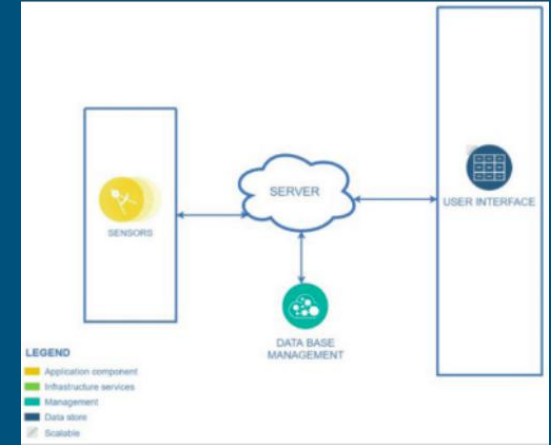 SERVER
USER INTERFACE
SENSORS
DATA BASE
MANAGEMENT
LEGEND
Application component
Infrastructure services
Management
Data store
Scalable